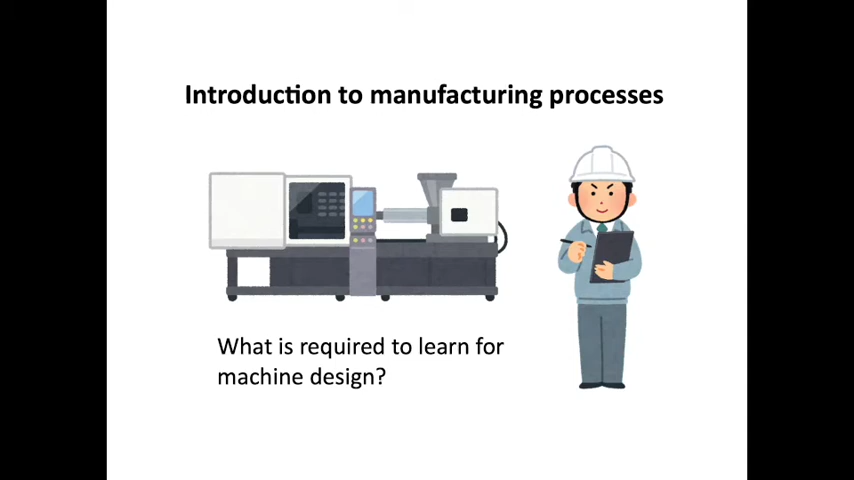 Introduction to manufacturing processes
What is required to learn for
machine design?